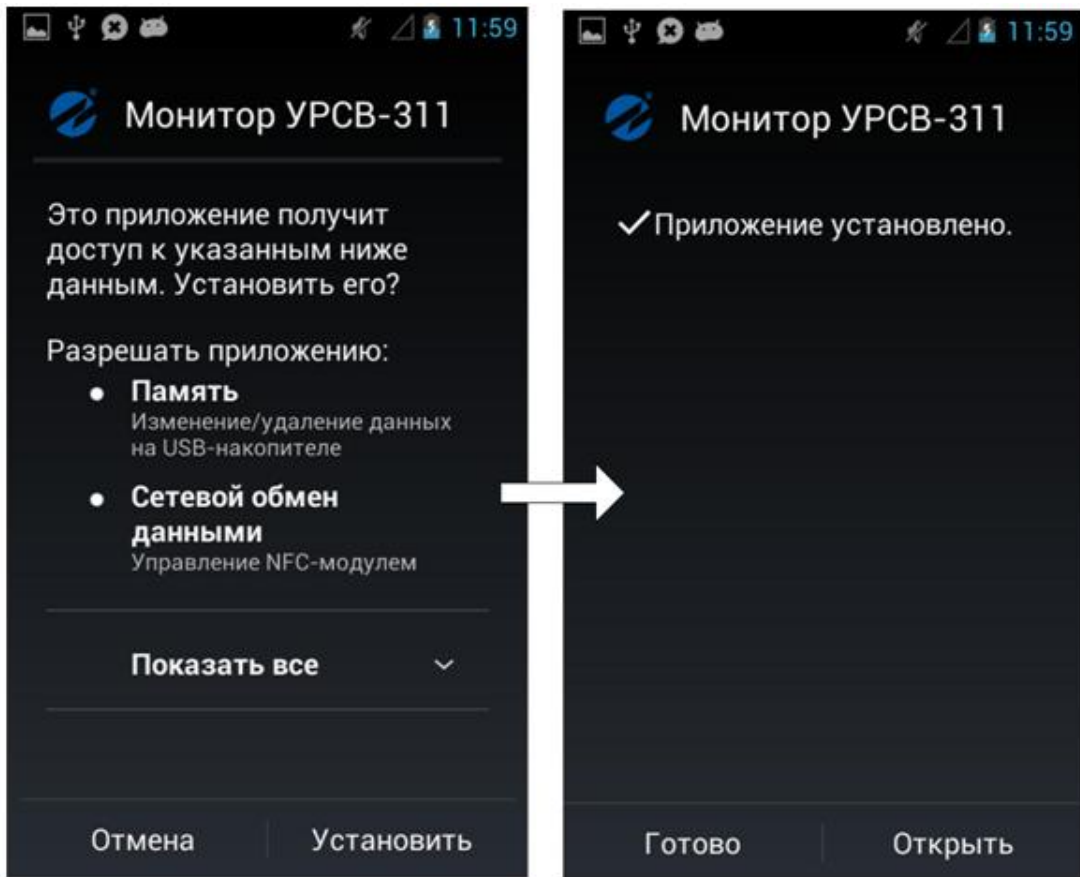 11:59
Монитор УРСВ-311
Это приложение получит
доступ к указанным ниже
данным. Установить его?
Разрешать приложению:
Память
Изменение/удаление данных
на USB-накопителе
Сетевой обмен
данными
Управление NFC-модулем
Показать все
Отмена
Установить
11:59
Монитор УРСВ-311
Приложение установлено.
Готово
Открыть